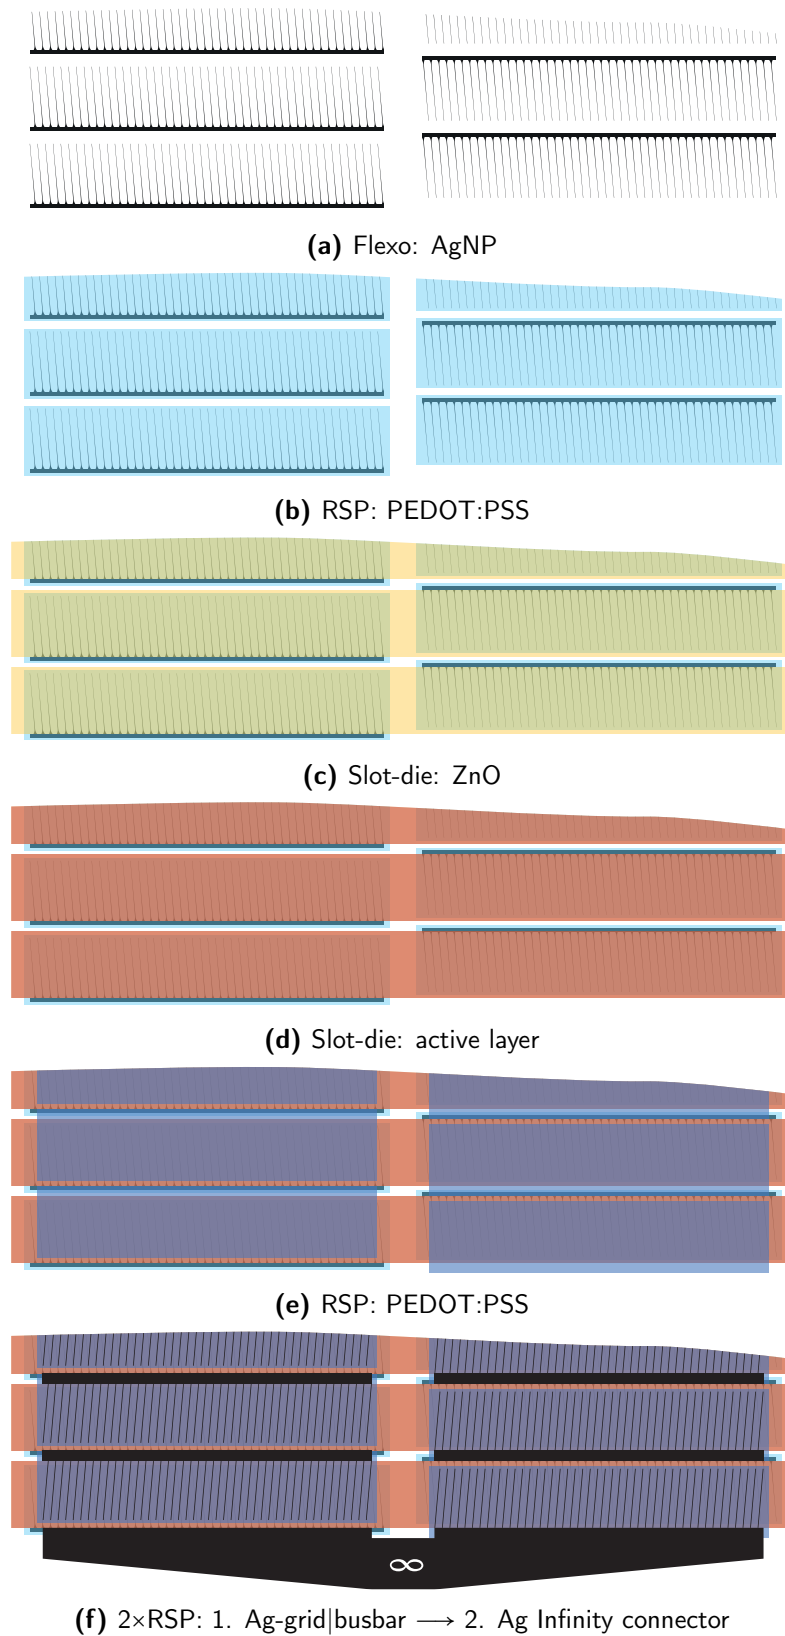 (a) Flexo: AgNP
(b) RSP: PEDOT:PSS
(c) Slot-die: ZnO
(d) Slot-die: active layer
(e) RSP: PEDOT:PSS
∞
(f) 2×RSP: 1. Ag-grid|busbar ⟶ 2. Ag Infinity connector